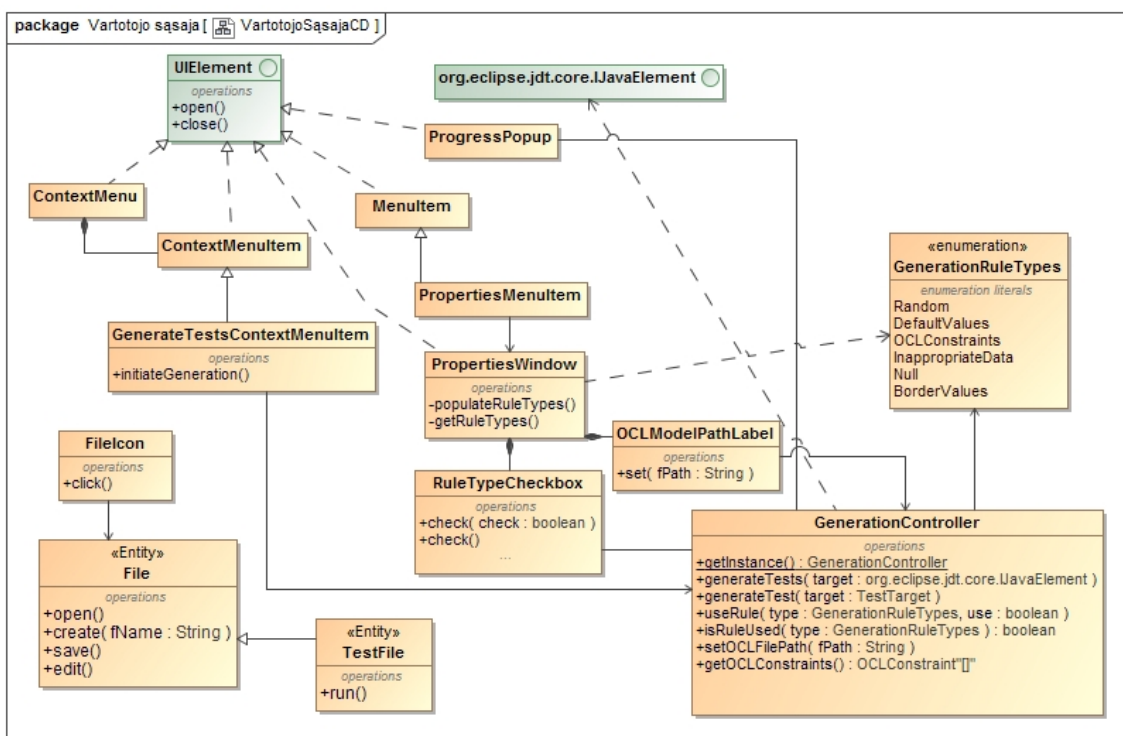 package Vartotojo sąsaja [ VartotojoSąsajaCD ]
UIElement
operations
+open()
+close()
org.eclipse.jdt.core.IJavaElement
ProgressPopup
ContextMenu
MenuItem
ContextMenuItem
«enumeration»
GenerationRuleTypes
enumeration literals
Random
DefaultValues
OCLConstraints
InappropriateData
Null
BorderValues
PropertiesMenuItem
GenerateTestsContextMenuItem
operations
+initiateGeneration()
PropertiesWindow
operations
-populateRuleTypes()
-getRuleTypes()
OCLModelPathLabel
operations
+set( fPath : String )
FileIcon
operations
+click()
RuleTypeCheckbox
operations
+check( check : boolean )
+check()
...
GenerationController
operations
+getInstance() : GenerationController
+generateTests( target : org.eclipse.jdt.core.IJavaElement )
+generateTest( target : TestTarget )
+useRule( type : GenerationRuleTypes, use : boolean )
+isRuleUsed( type : GenerationRuleTypes ) : boolean
+setOCLFilePath( fPath : String )
+getOCLConstraints() : OCLConstraint"[]"
«Entity»
File
operations
+open()
+create( fName : String )
+save()
+edit()
«Entity»
TestFile
operations
+run()